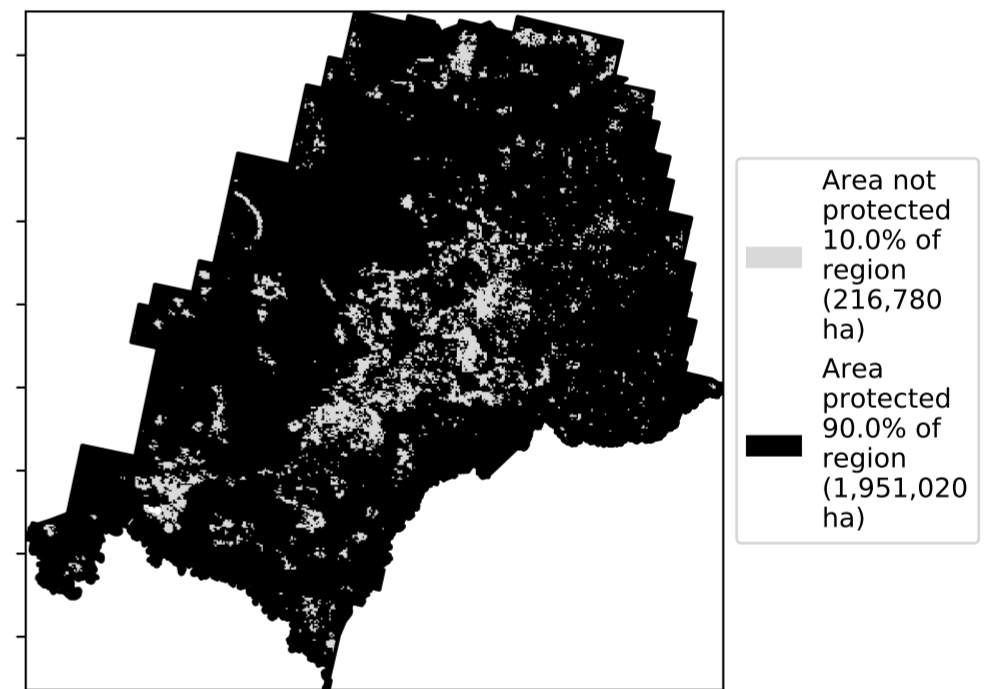 Area not
protected
10.0% of
region
(216,780
ha)
Area
protected
90.0% of
region
(1,951,020
ha)